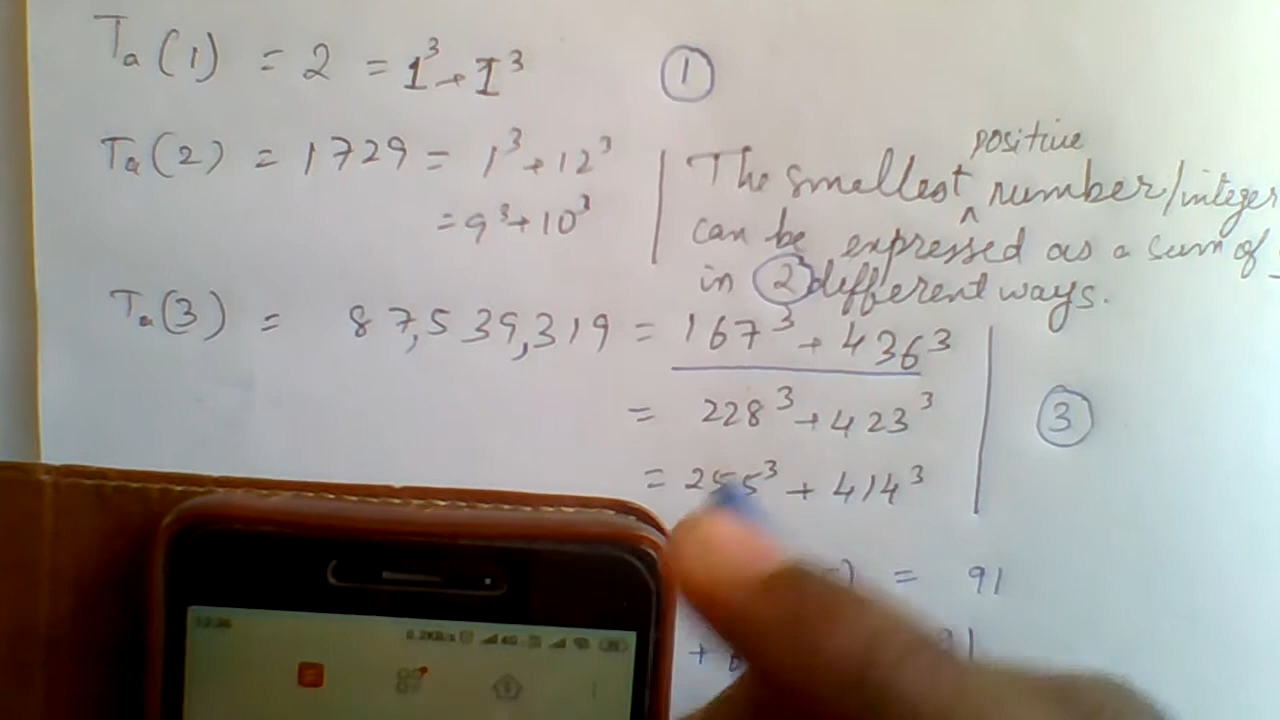 Ta(1) = 2 = 1³+1³ ①
Ta(2) = 1729 = 1³+12³
= 9³+10³
positive
The smallest ^ number/integer
can be expressed as a sum of
in ② different ways.
Ta(3) = 87,539,319 = 167³+436³
= 228³+423³ ③
= 255³+414³
) = 91
+